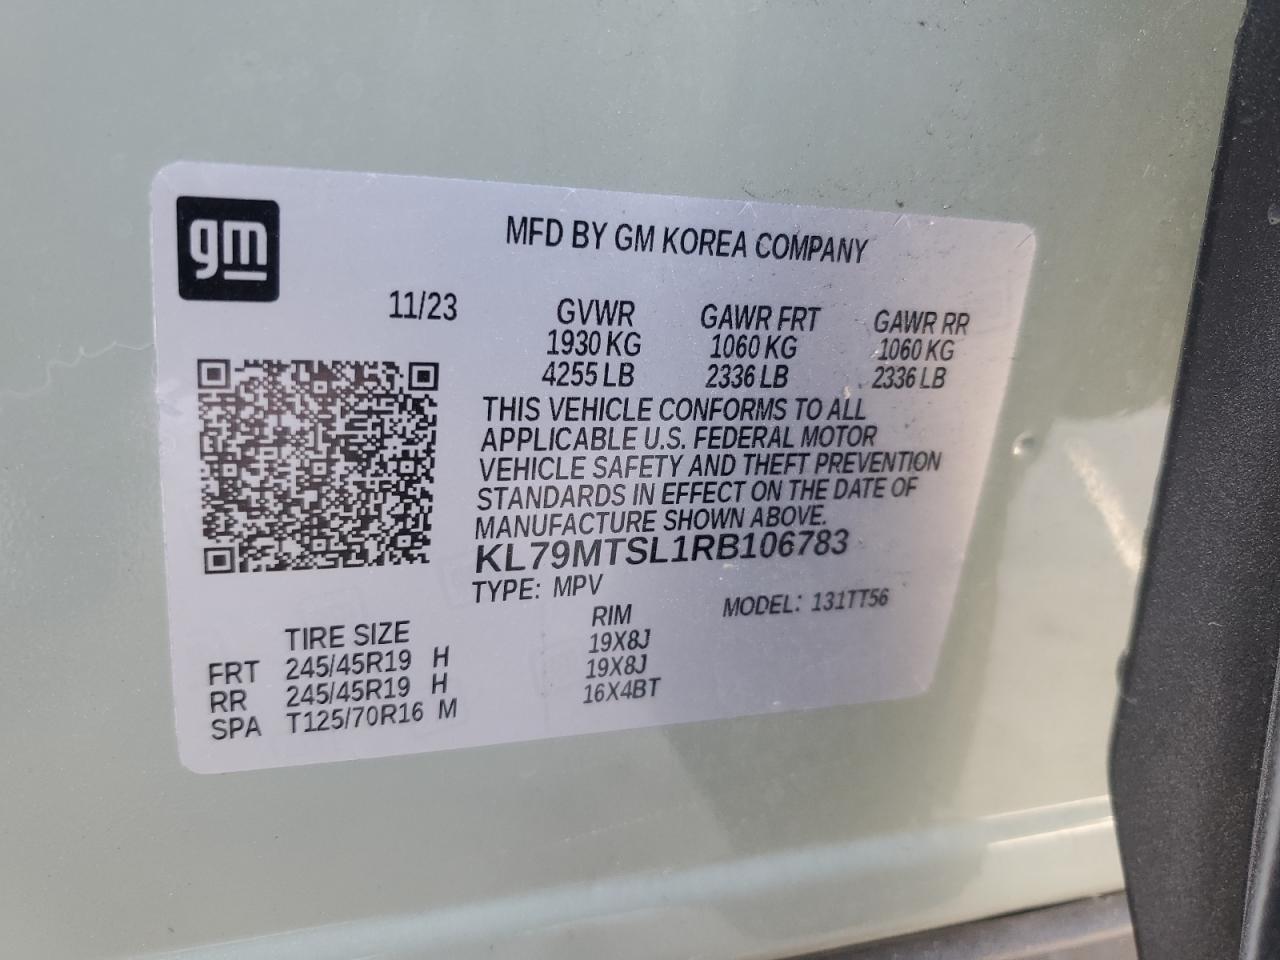 gm
MFD BY GM KOREA COMPANY
11/23 GVWR GAWR FRT GAWR RR
1930 KG 1060 KG 1060 KG
4255 LB 2336 LB 2336 LB
THIS VEHICLE CONFORMS TO ALL
APPLICABLE U.S. FEDERAL MOTOR
VEHICLE SAFETY AND THEFT PREVENTION
STANDARDS IN EFFECT ON THE DATE OF
MANUFACTURE SHOWN ABOVE.
KL79MTSL1RB106783
TYPE: MPV MODEL: 131TT56
TIRE SIZE RIM
FRT 245/45R19 H 19X8J
RR 245/45R19 H 19X8J
SPA T125/70R16 M 16X4BT